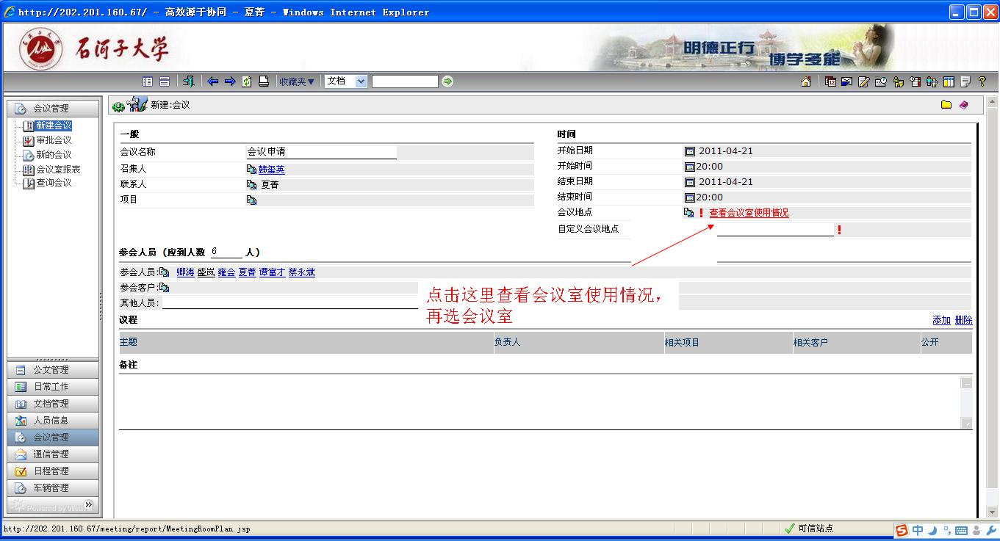 http://202.201.160.67/ - 高效源于协同 - 夏菁 - Windows Internet Explorer
石河子大学
明德正行
博学多能
收藏夹 文档
会议管理
新建会议
审批会议
新的会议
会议室报表
查询会议
公文管理
日常工作
文档管理
人员信息
会议管理
通信管理
日程管理
车辆管理
新建:会议
一般
会议名称 会议申请
召集人 韩玺英
联系人 夏菁
项目
时间
开始日期 2011-04-21
开始时间 20:00
结束日期 2011-04-21
结束时间 20:00
会议地点 ! 查看会议室使用情况
自定义会议地点 !
参会人员（应到人数 6 人）
参会人员: 卿涛 盛岚 雍会 夏菁 谭富才 蔡永斌
参会客户:
其他人员:
点击这里查看会议室使用情况，
再选会议室
议程 添加 删除
主题 负责人 相关项目 相关客户 公开
备注
http://202.201.160.67/meeting/report/MeetingRoomPlan.jsp
可信站点
中